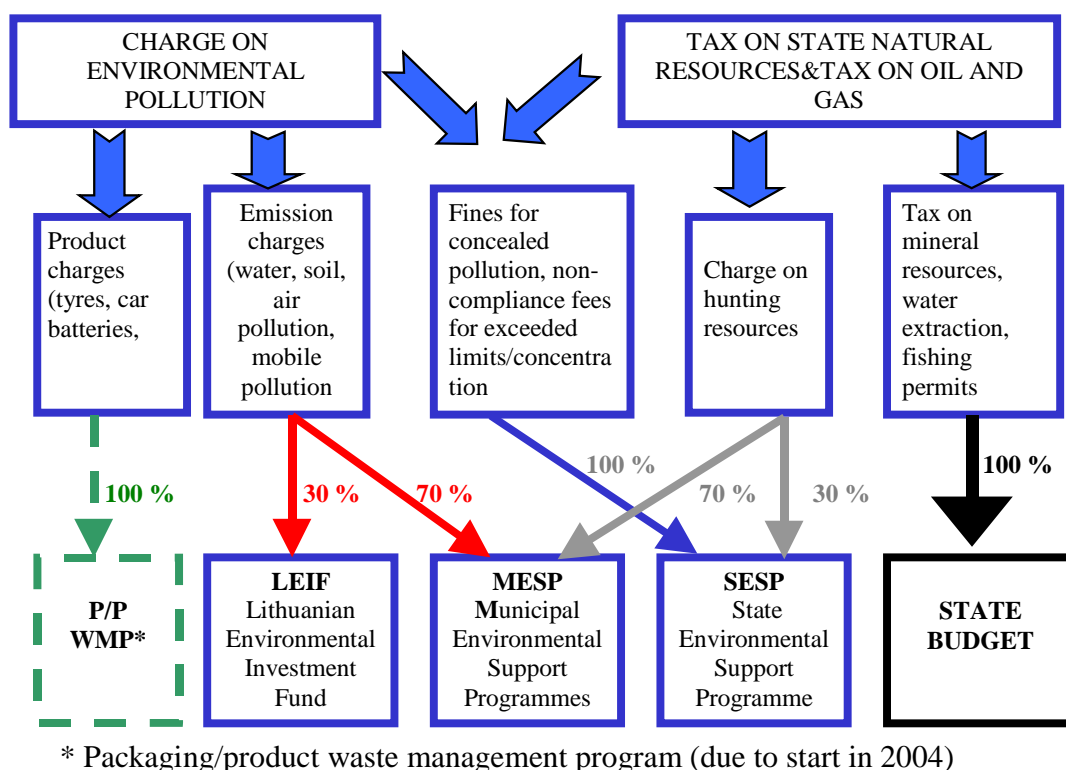 CHARGE ON
ENVIRONMENTAL
POLLUTION
TAX ON STATE NATURAL
RESOURCES&TAX ON OIL AND
GAS
Product
charges
(tyres, car
batteries,
Emission
charges
(water, soil,
air
pollution,
mobile
pollution
Fines for
concealed
pollution, non-
compliance fees
for exceeded
limits/concentra
tion
Charge on
hunting
resources
Tax on
mineral
resources,
water
extraction,
fishing
permits
100 %
30 %
70 %
100 %
70 %
30 %
100 %
P/P
WMP*
LEIF
Lithuanian
Environmental
Investment
Fund
MESP
Municipal
Environmental
Support
Programmes
SESP
State
Environmental
Support
Programme
STATE
BUDGET
* Packaging/product waste management program (due to start in 2004)